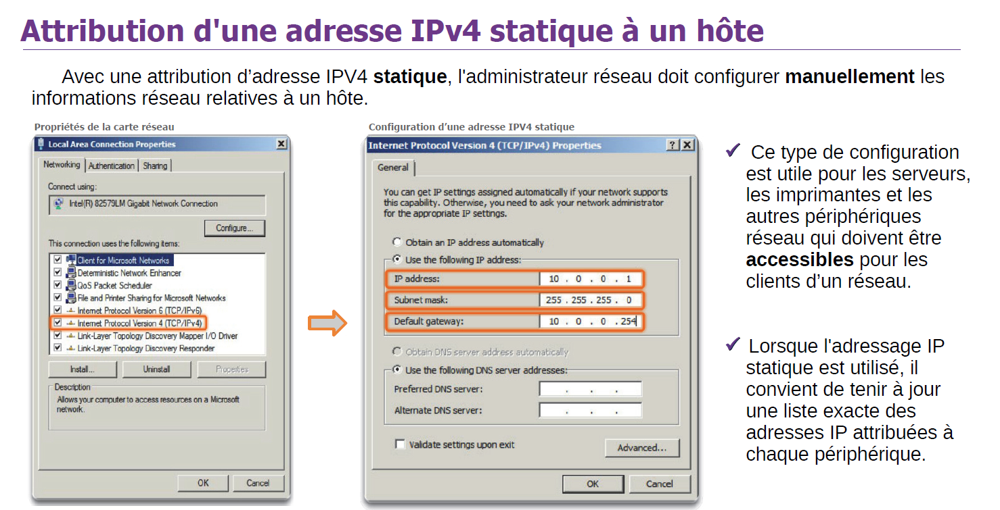 Attribution d'une adresse IPv4 statique à un hôte
Avec une attribution d’adresse IPV4 statique, l'administrateur réseau doit configurer manuellement les
informations réseau relatives à un hôte.
Propriétés de la carte réseau
Local Area Connection Properties
Networking Authentication Sharing
Connect using:
Intel(R) 82579LM Gigabit Network Connection
Configure...
This connection uses the following items:
Client for Microsoft Networks
Deterministic Network Enhancer
QoS Packet Scheduler
File and Printer Sharing for Microsoft Networks
Internet Protocol Version 6 (TCP/IPv6)
Internet Protocol Version 4 (TCP/IPv4)
Link-Layer Topology Discovery Mapper I/O Driver
Link-Layer Topology Discovery Responder
Install... Uninstall Properties
Description
Allows your computer to access resources on a Microsoft
network.
OK Cancel
Configuration d’une adresse IPV4 statique
Internet Protocol Version 4 (TCP/IPv4) Properties
General
You can get IP settings assigned automatically if your network supports
this capability. Otherwise, you need to ask your network administrator
for the appropriate IP settings.
Obtain an IP address automatically
Use the following IP address:
IP address: 10 . 0 . 0 . 1
Subnet mask: 255 . 255 . 255 . 0
Default gateway: 10 . 0 . 0 . 254
Obtain DNS server address automatically
Use the following DNS server addresses:
Preferred DNS server: . . .
Alternate DNS server: . . .
Validate settings upon exit
Advanced...
OK Cancel
✓ Ce type de configuration
est utile pour les serveurs,
les imprimantes et les
autres périphériques
réseau qui doivent être
accessibles pour les
clients d’un réseau.
✓ Lorsque l'adressage IP
statique est utilisé, il
convient de tenir à jour
une liste exacte des
adresses IP attribuées à
chaque périphérique.